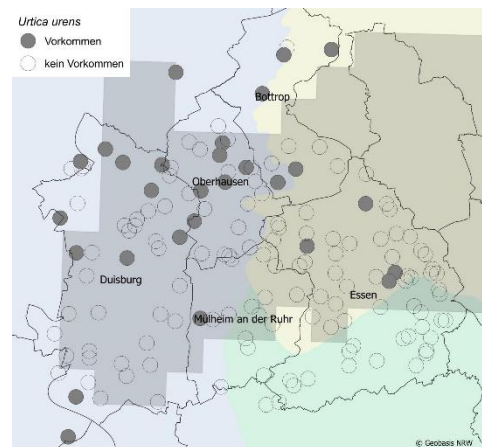 Urtica urens
Vorkommen
kein Vorkommen
Bottrop
Oberhausen
Duisburg
Essen
Mülheim an der Ruhr
© Geobasis NRW